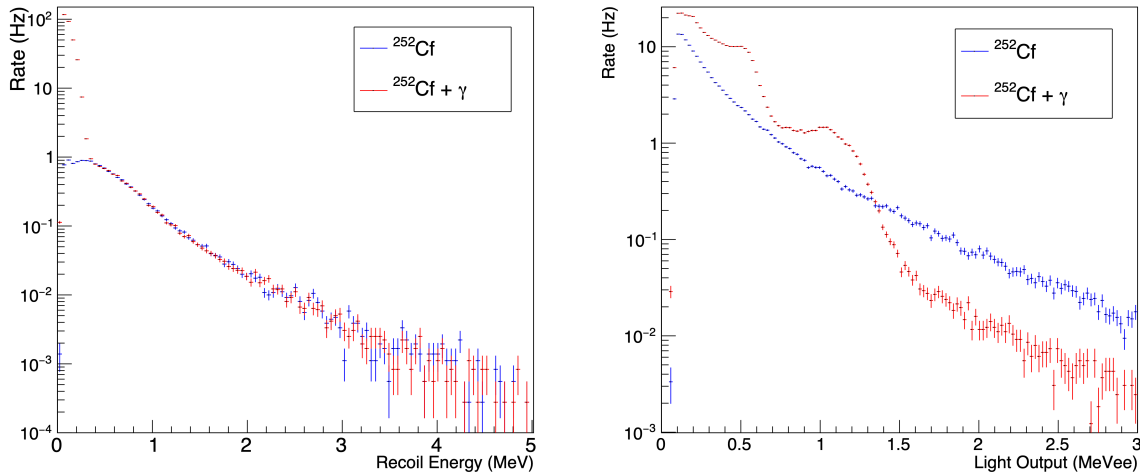 Rate (Hz)
10²
10
1
10⁻¹
10⁻²
10⁻³
10⁻⁴
0 1 2 3 4 5
Recoil Energy (MeV)
²⁵²Cf
²⁵²Cf + γ
Rate (Hz)
10
1
10⁻¹
10⁻²
10⁻³
0 0.5 1 1.5 2 2.5 3
Light Output (MeVee)
²⁵²Cf
²⁵²Cf + γ